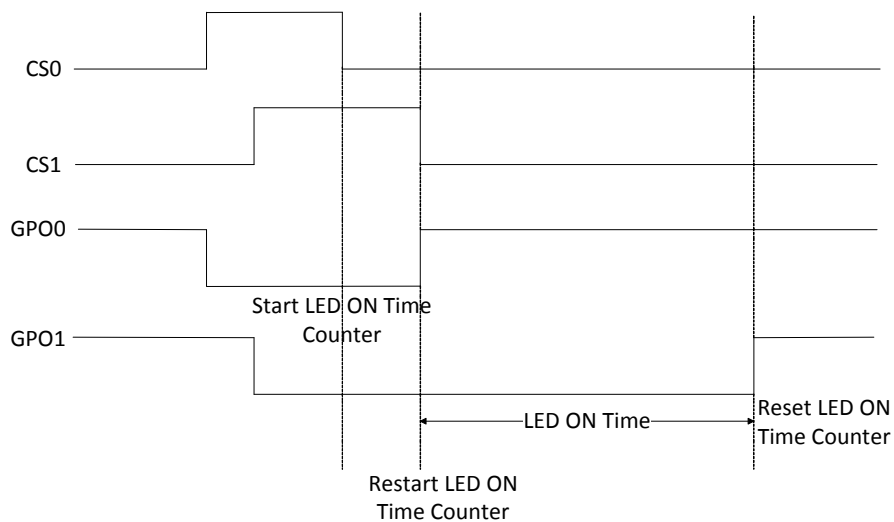 CS0
CS1
GPO0
Start LED ON Time
Counter
GPO1
LED ON Time
Reset LED ON
Time Counter
Restart LED ON
Time Counter